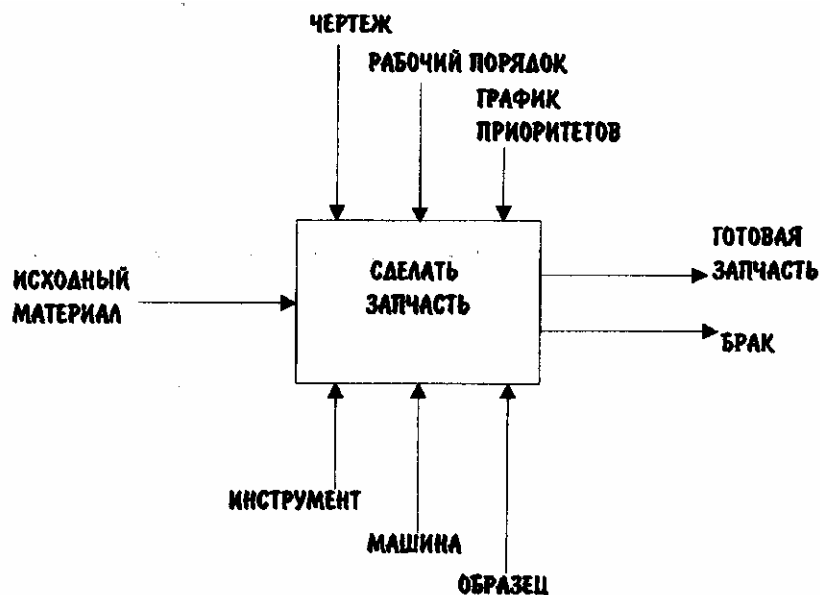 ЧЕРТЕЖ
РАБОЧИЙ ПОРЯДОК
ГРАФИК
ПРИОРИТЕТОВ
ИСХОДНЫЙ
МАТЕРИАЛ
СДЕЛАТЬ
ЗАПЧАСТЬ
ГОТОВАЯ
ЗАПЧАСТЬ
БРАК
ИНСТРУМЕНТ
МАШИНА
ОБРАЗЕЦ